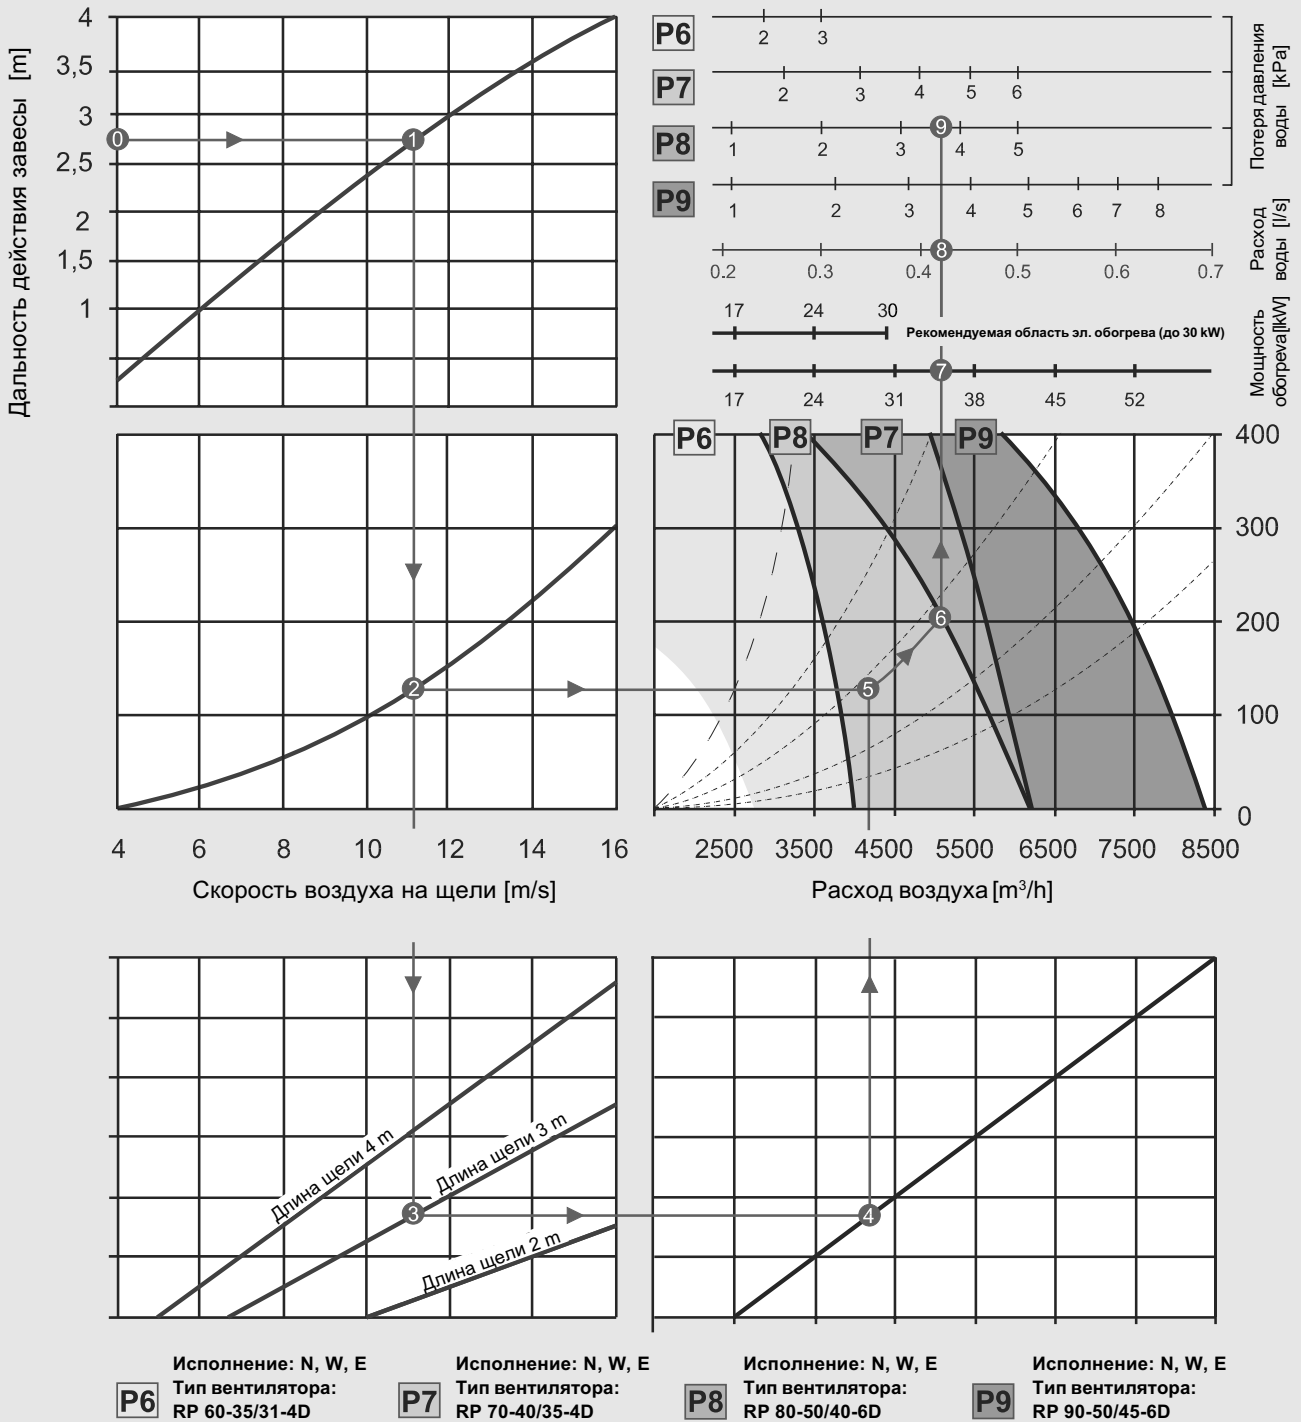 Дальность действия завесы [m]
4
3,5
3
2,5
2
1,5
1
0
1
P6
2 3
P7
2 3 4 5 6
P8
1 2 3 9 4 5
P9
1 2 3 4 5 6 7 8
Потеря давления
воды [kPa]
8
0.2 0.3 0.4 0.5 0.6 0.7
Расход
воды [l/s]
17 24 30
Рекомендуемая область эл. обогрева (до 30 kW)
7
17 24 31 38 45 52
Мощность
обогрева[kW]
P6 P8 P7 P9
400
300
200
100
0
2
5
6
4 6 8 10 12 14 16
Скорость воздуха на щели [m/s]
2500 3500 4500 5500 6500 7500 8500
Расход воздуха [m³/h]
Длина щели 4 m
Длина щели 3 m
Длина щели 2 m
3
4
P6
Исполнение: N, W, E
Тип вентилятора:
RP 60-35/31-4D
P7
Исполнение: N, W, E
Тип вентилятора:
RP 70-40/35-4D
P8
Исполнение: N, W, E
Тип вентилятора:
RP 80-50/40-6D
P9
Исполнение: N, W, E
Тип вентилятора:
RP 90-50/45-6D